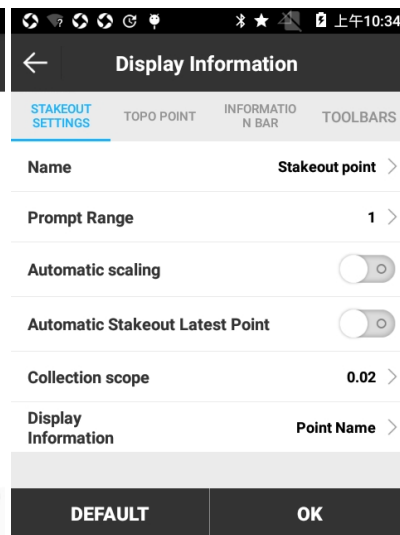 上午10:34
Display Information
STAKEOUT
SETTINGS
TOPO POINT
INFORMATIO
N BAR
TOOLBARS
Name
Stakeout point
Prompt Range
1
Automatic scaling
Automatic Stakeout Latest Point
Collection scope
0.02
Display
Information
Point Name
DEFAULT
OK